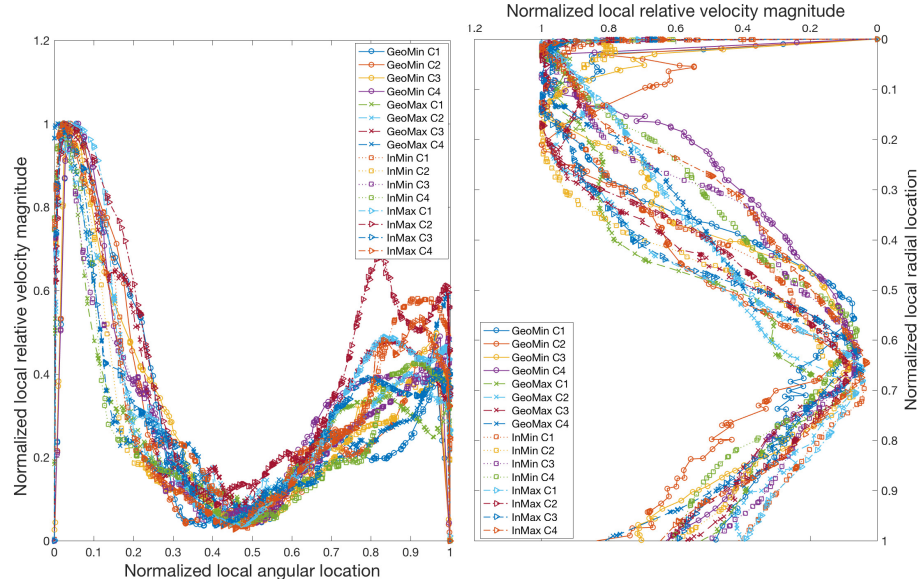 Normalized local relative velocity magnitude
1.2
1
0.8
0.6
0.4
0.2
0
0
0.1
0.2
0.3
0.4
0.5
0.6
0.7
0.8
0.9
1
Normalized local angular location
GeoMin C1
GeoMin C2
GeoMin C3
GeoMin C4
GeoMax C1
GeoMax C2
GeoMax C3
GeoMax C4
InMin C1
InMin C2
InMin C3
InMin C4
InMax C1
InMax C2
InMax C3
InMax C4
Normalized local relative velocity magnitude
1.2
1
0.8
0.6
0.4
0.2
0
0
0.1
0.2
0.3
0.4
0.5
0.6
0.7
0.8
0.9
1
Normalized local radial location
GeoMin C1
GeoMin C2
GeoMin C3
GeoMin C4
GeoMax C1
GeoMax C2
GeoMax C3
GeoMax C4
InMin C1
InMin C2
InMin C3
InMin C4
InMax C1
InMax C2
InMax C3
InMax C4